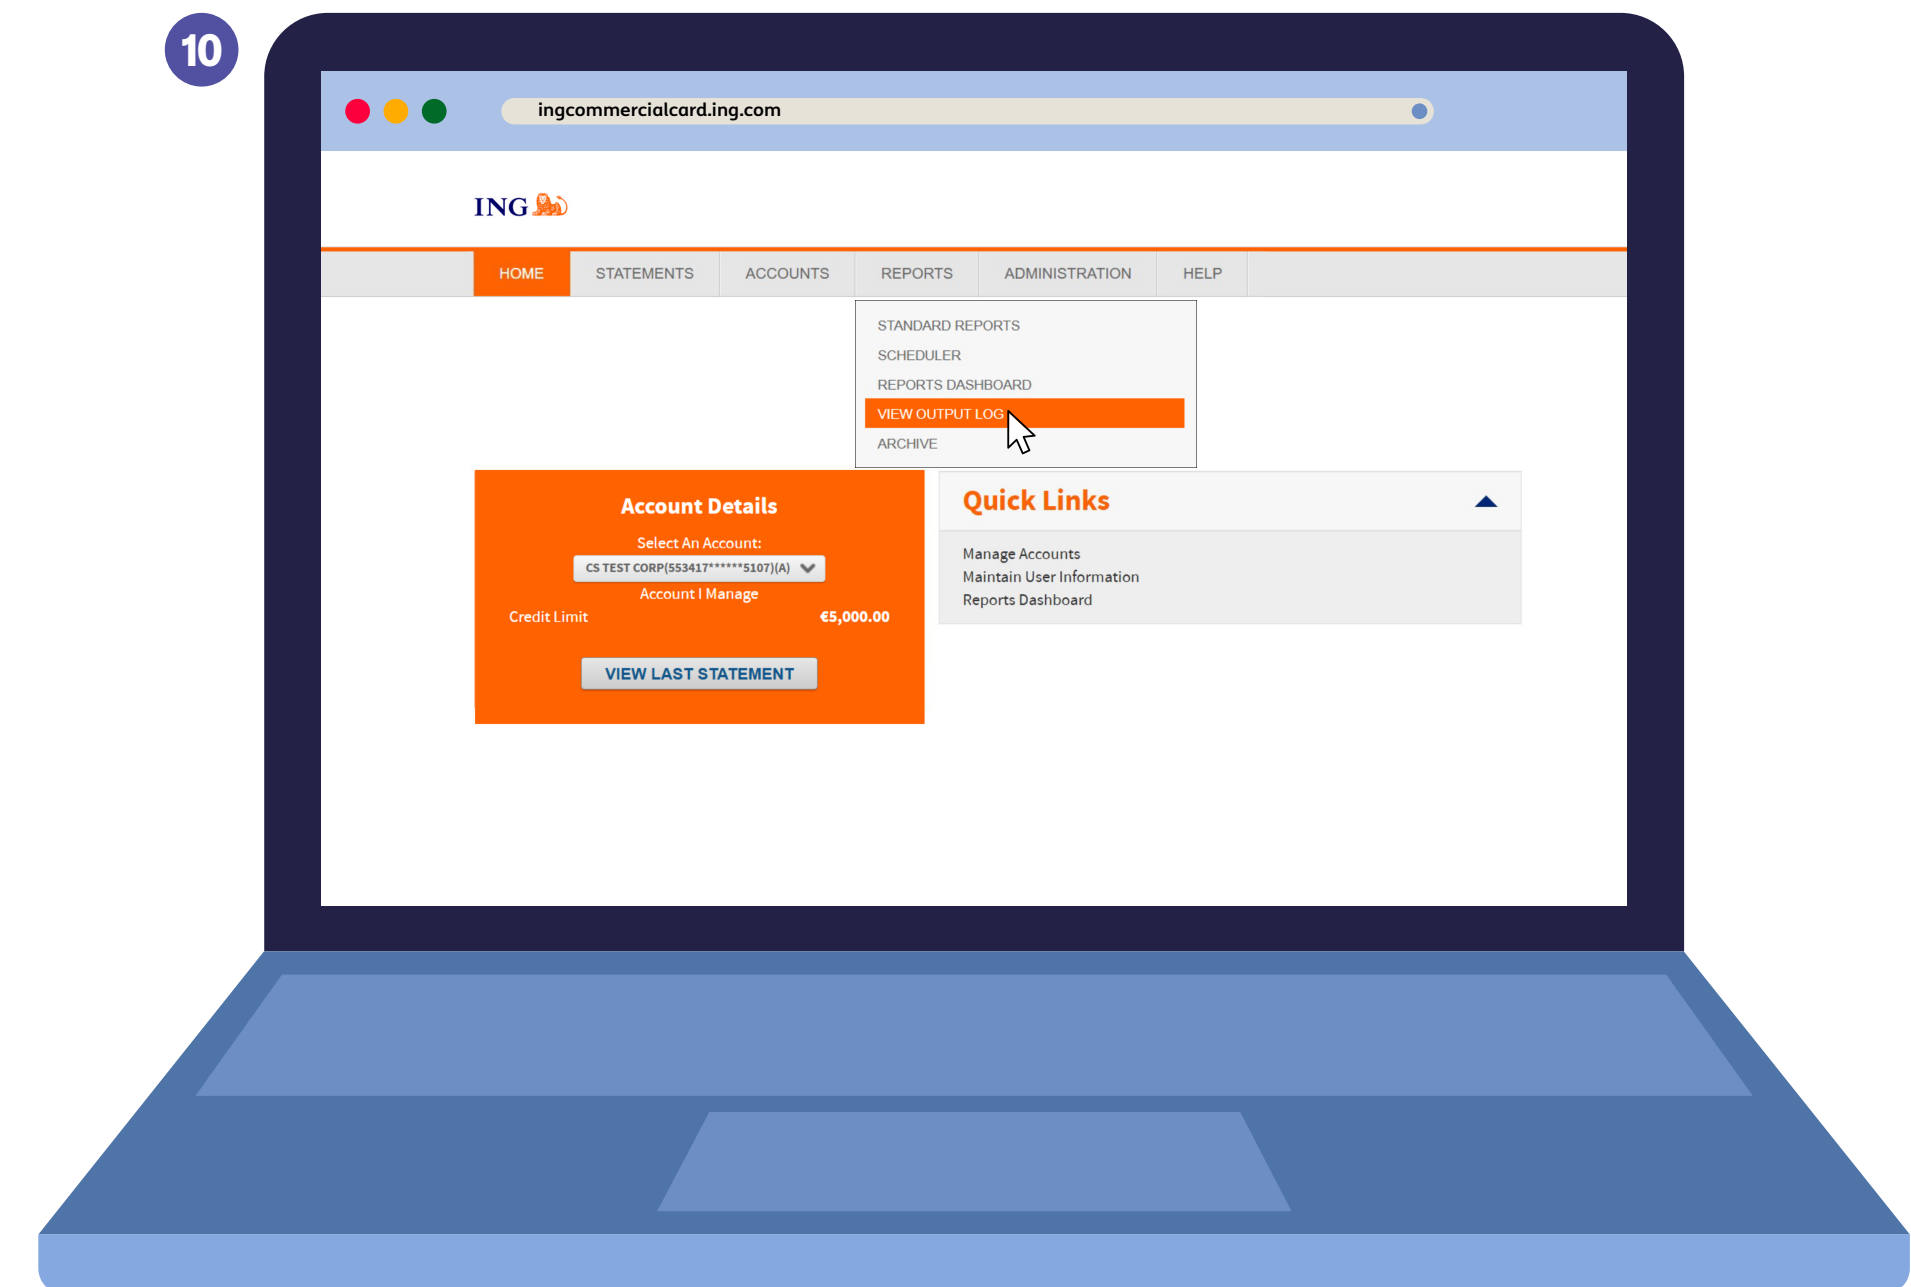 10
ingcommercialcard.ing.com
ING
HOME STATEMENTS ACCOUNTS REPORTS ADMINISTRATION HELP
STANDARD REPORTS
SCHEDULER
REPORTS DASHBOARD
VIEW OUTPUT LOG
ARCHIVE
Account Details
Select An Account:
CS TEST CORP(553417******5107)(A)
Account I Manage
Credit Limit €5,000.00
VIEW LAST STATEMENT
Quick Links
Manage Accounts
Maintain User Information
Reports Dashboard